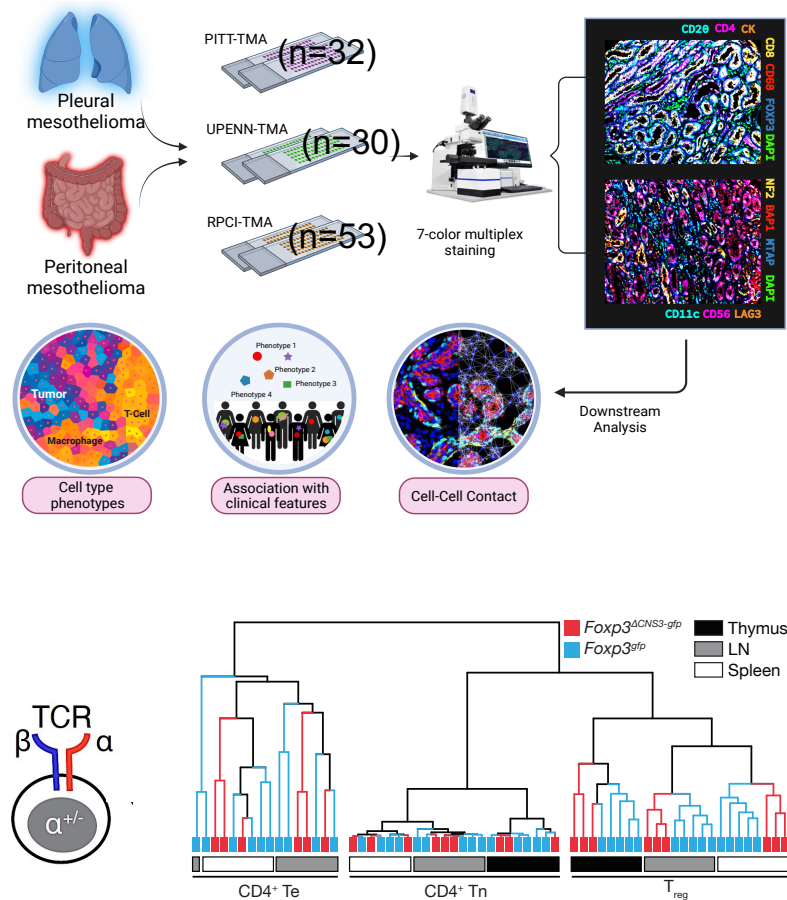 PITT-TMA
(n=32)
Pleural
mesothelioma
UPENN-TMA
(n=30)
RPCI-TMA
(n=53)
Peritoneal
mesothelioma
7-color multiplex
staining
CD20 CD4 CK
CD8 CD68 FOXP3 DAPI
NF2 BAP1 MTAP DAPI
CD11c CD56 LAG3
Downstream
Analysis
Tumor
T-Cell
Macrophage
Phenotype 1
Phenotype 2
Phenotype 3
Phenotype 4
Cell type
phenotypes
Association with
clinical features
Cell-Cell Contact
Foxp3ΔCNS3-gfp
Foxp3gfp
Thymus
LN
Spleen
TCR
β α
α+/-
CD4+ Te
CD4+ Tn
Treg